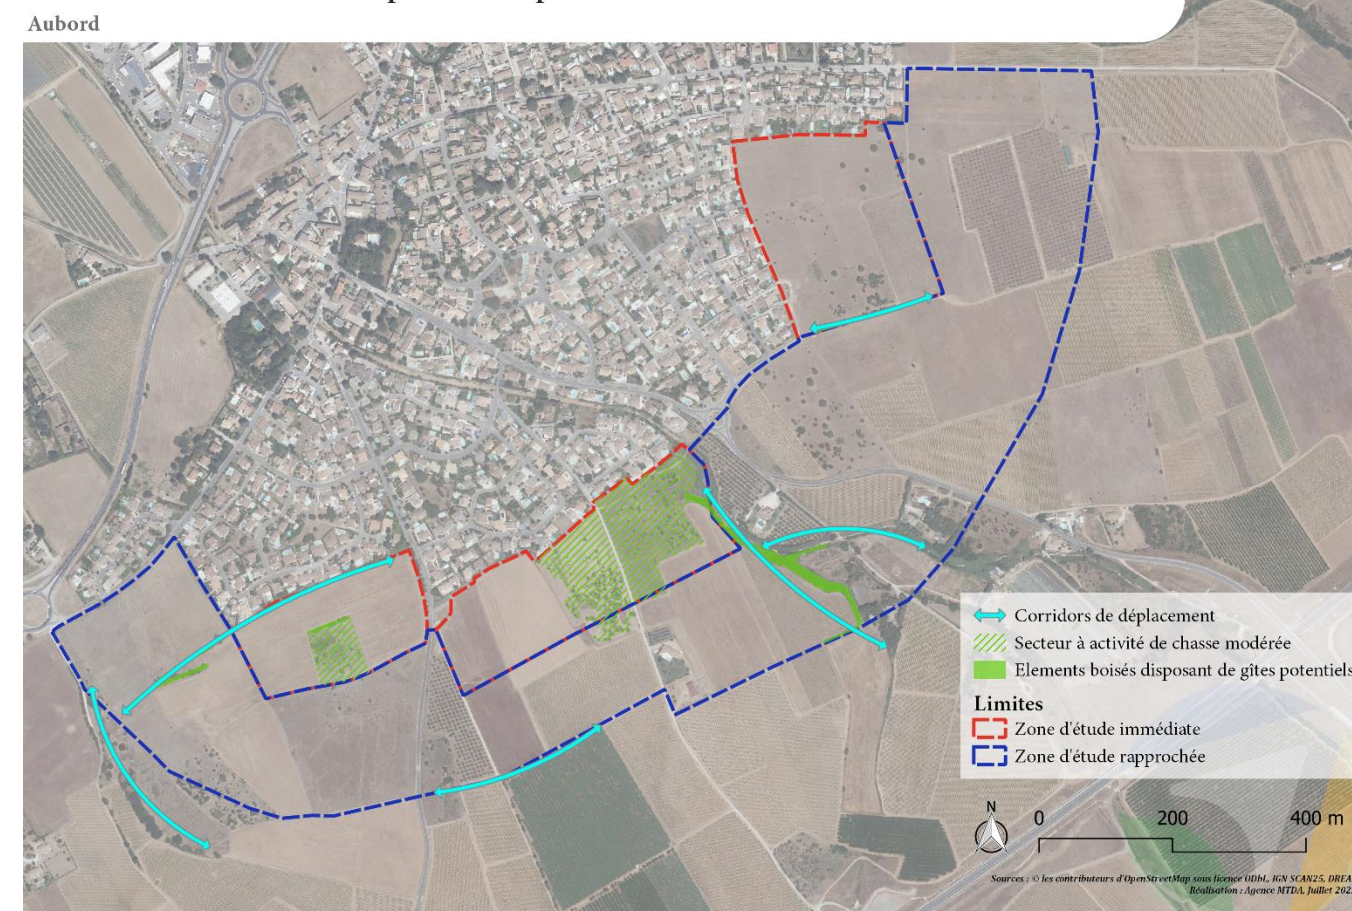 Aubord
Corridors de déplacement
Secteur à activité de chasse modérée
Elements boisés disposant de gîtes potentiels
Limites
Zone d'étude immédiate
Zone d'étude rapprochée
N
0 200 400 m
Sources : © les contributeurs d'OpenStreetMap sous licence ODbL, IGN SCAN25, DREA
Réalisation : Agence MTDA, Juillet 202